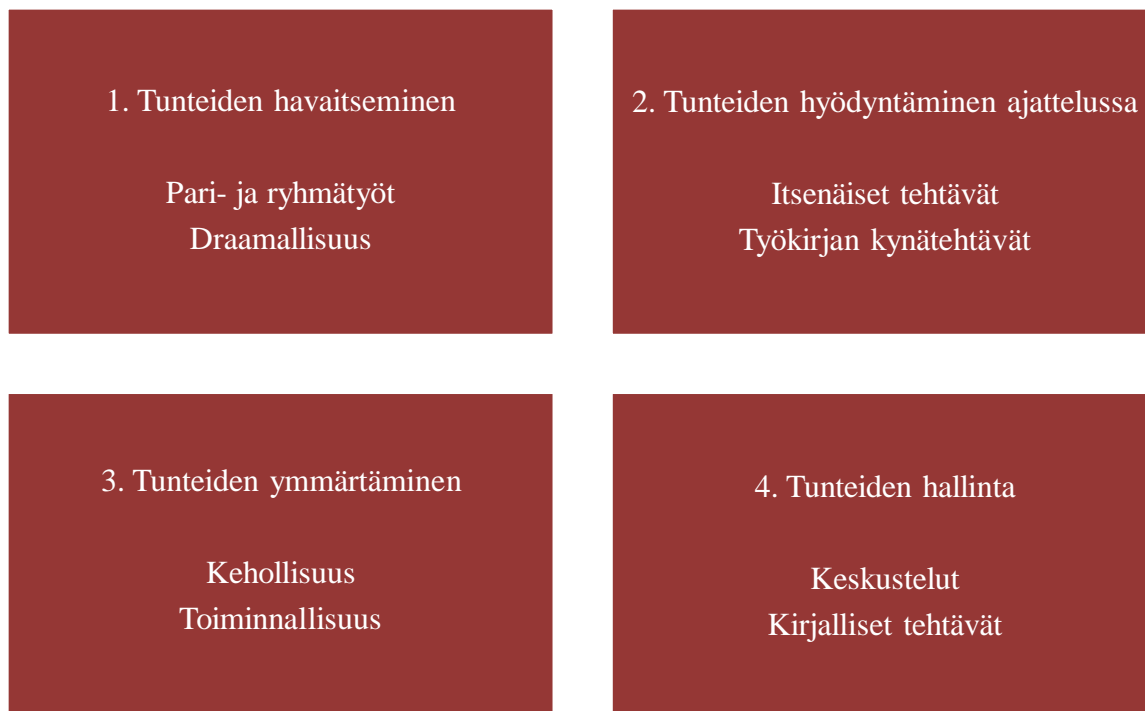 1. Tunteiden havaitseminen
Pari- ja ryhmätyöt
Draamallisuus
2. Tunteiden hyödyntäminen ajattelussa
Itsenäiset tehtävät
Työkirjan kynätehtävät
3. Tunteiden ymmärtäminen
Kehollisuus
Toiminnallisuus
4. Tunteiden hallinta
Keskustelut
Kirjalliset tehtävät